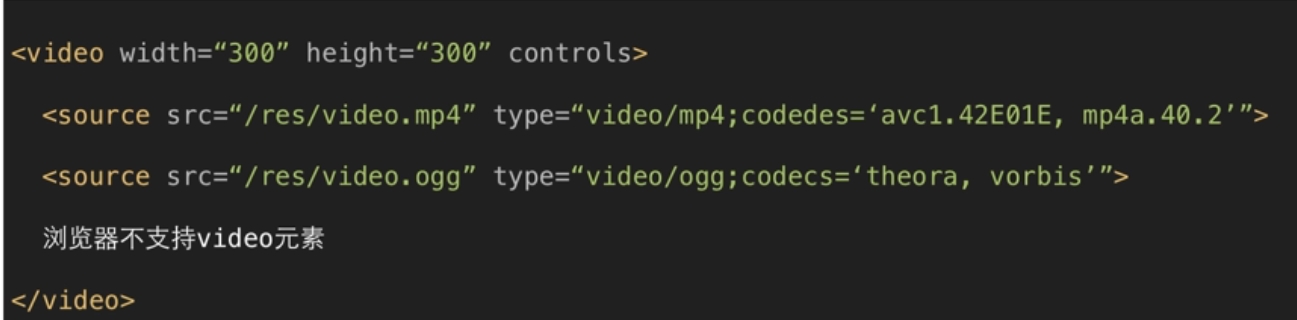 <video width=“300” height=“300” controls>
<source src=“/res/video.mp4” type=“video/mp4;codedes=‘avc1.42E01E, mp4a.40.2’”>
<source src=“/res/video.ogg” type=“video/ogg;codecs=‘theora, vorbis’”>
浏览器不支持video元素
</video>